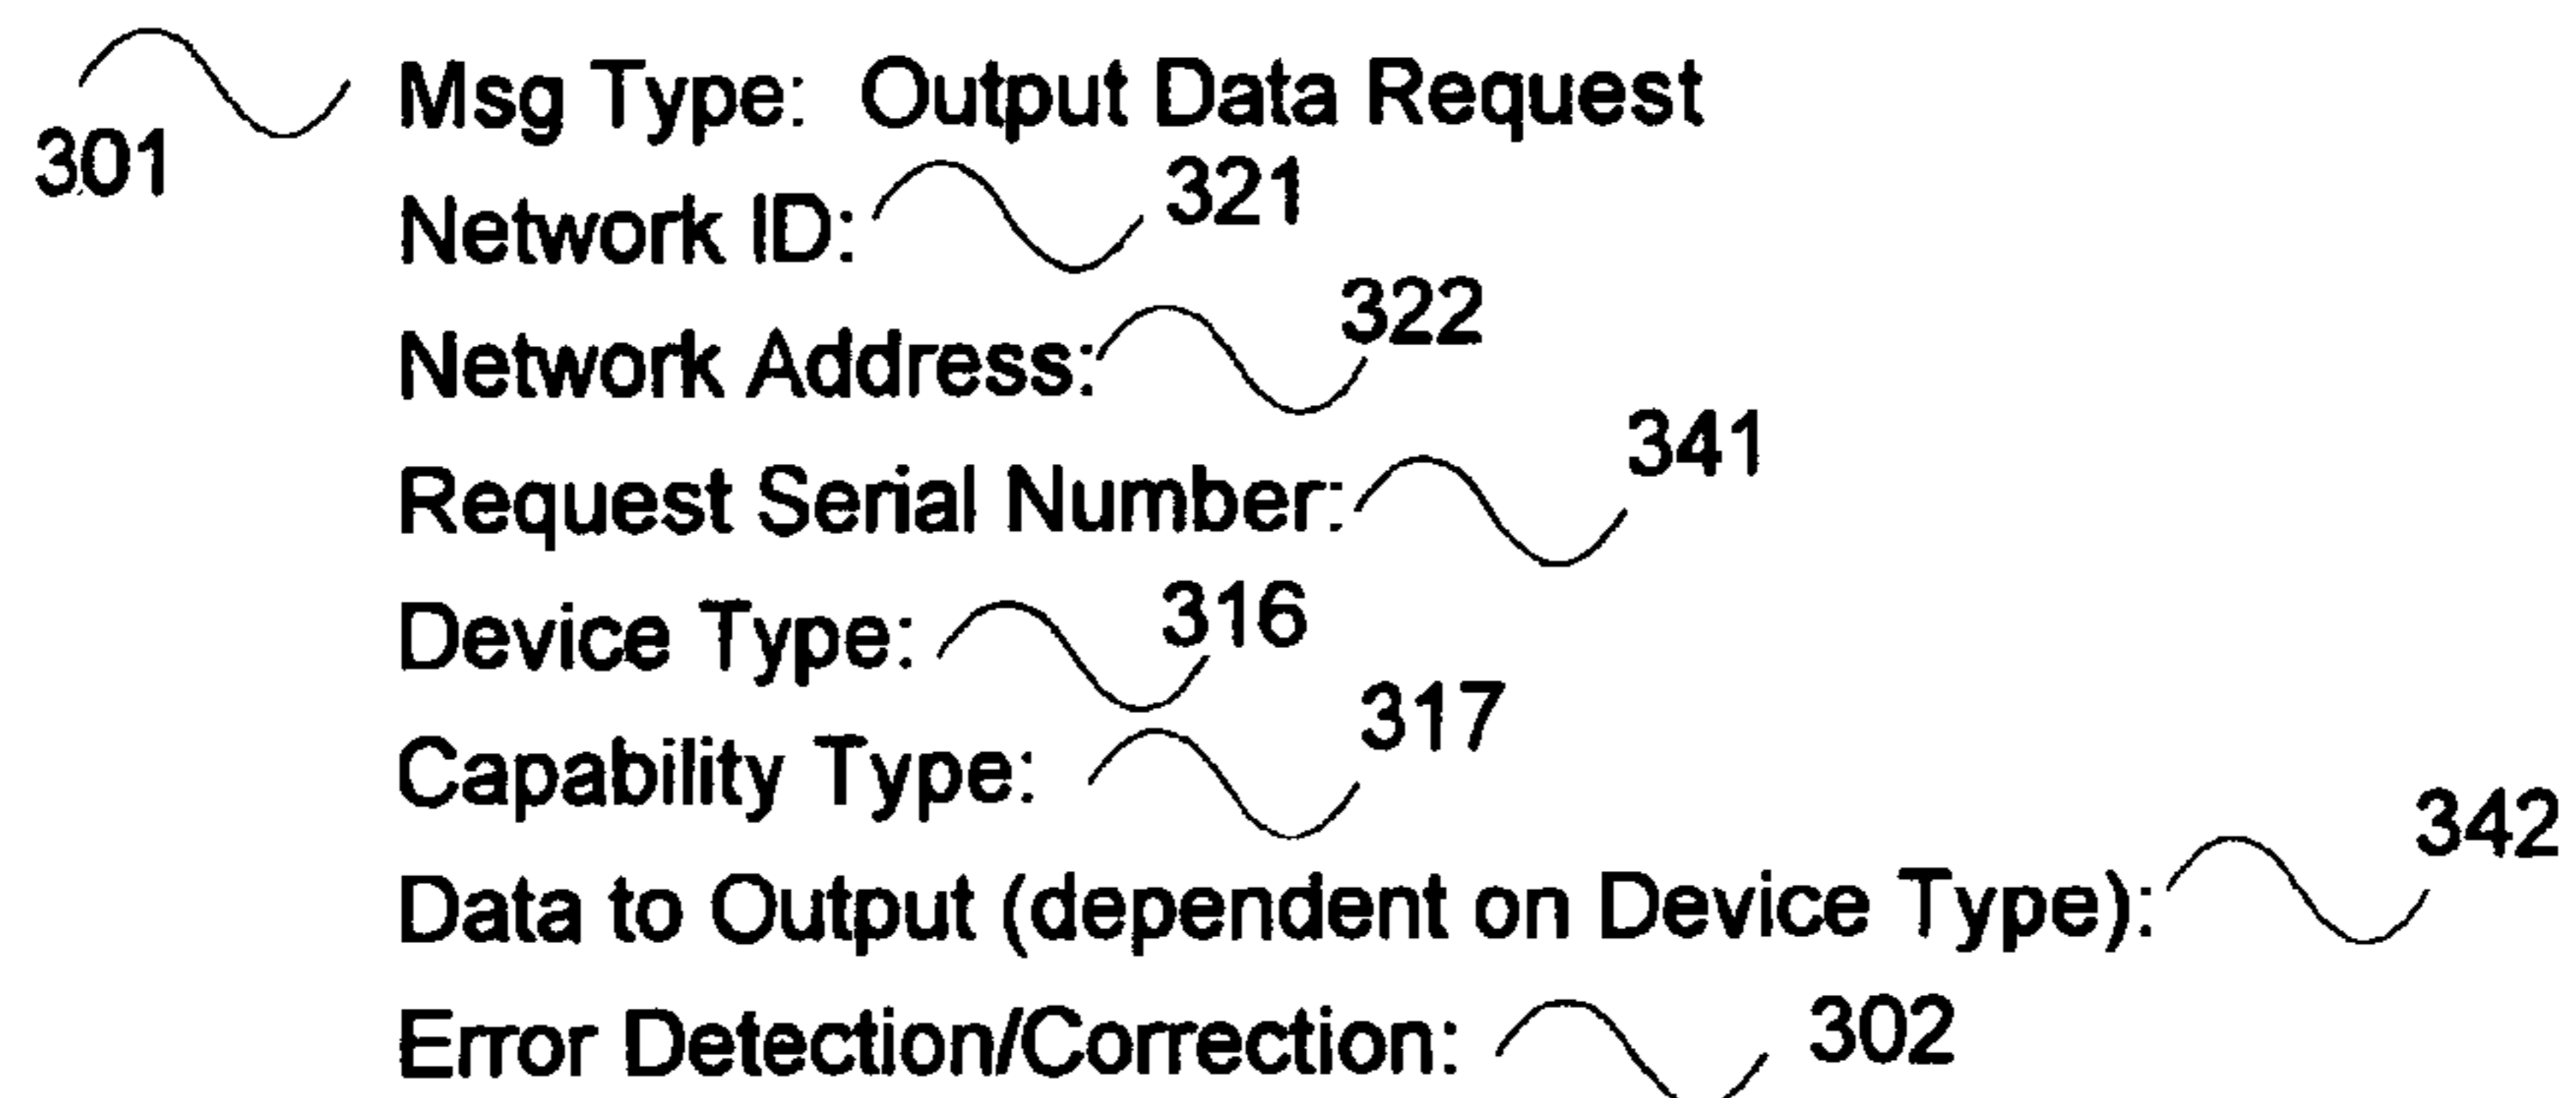 Msg Type: Output Data Request
301
Network ID: 321
Network Address: 322
Request Serial Number: 341
Device Type: 316
Capability Type: 317
Data to Output (dependent on Device Type): 342
Error Detection/Correction: 302